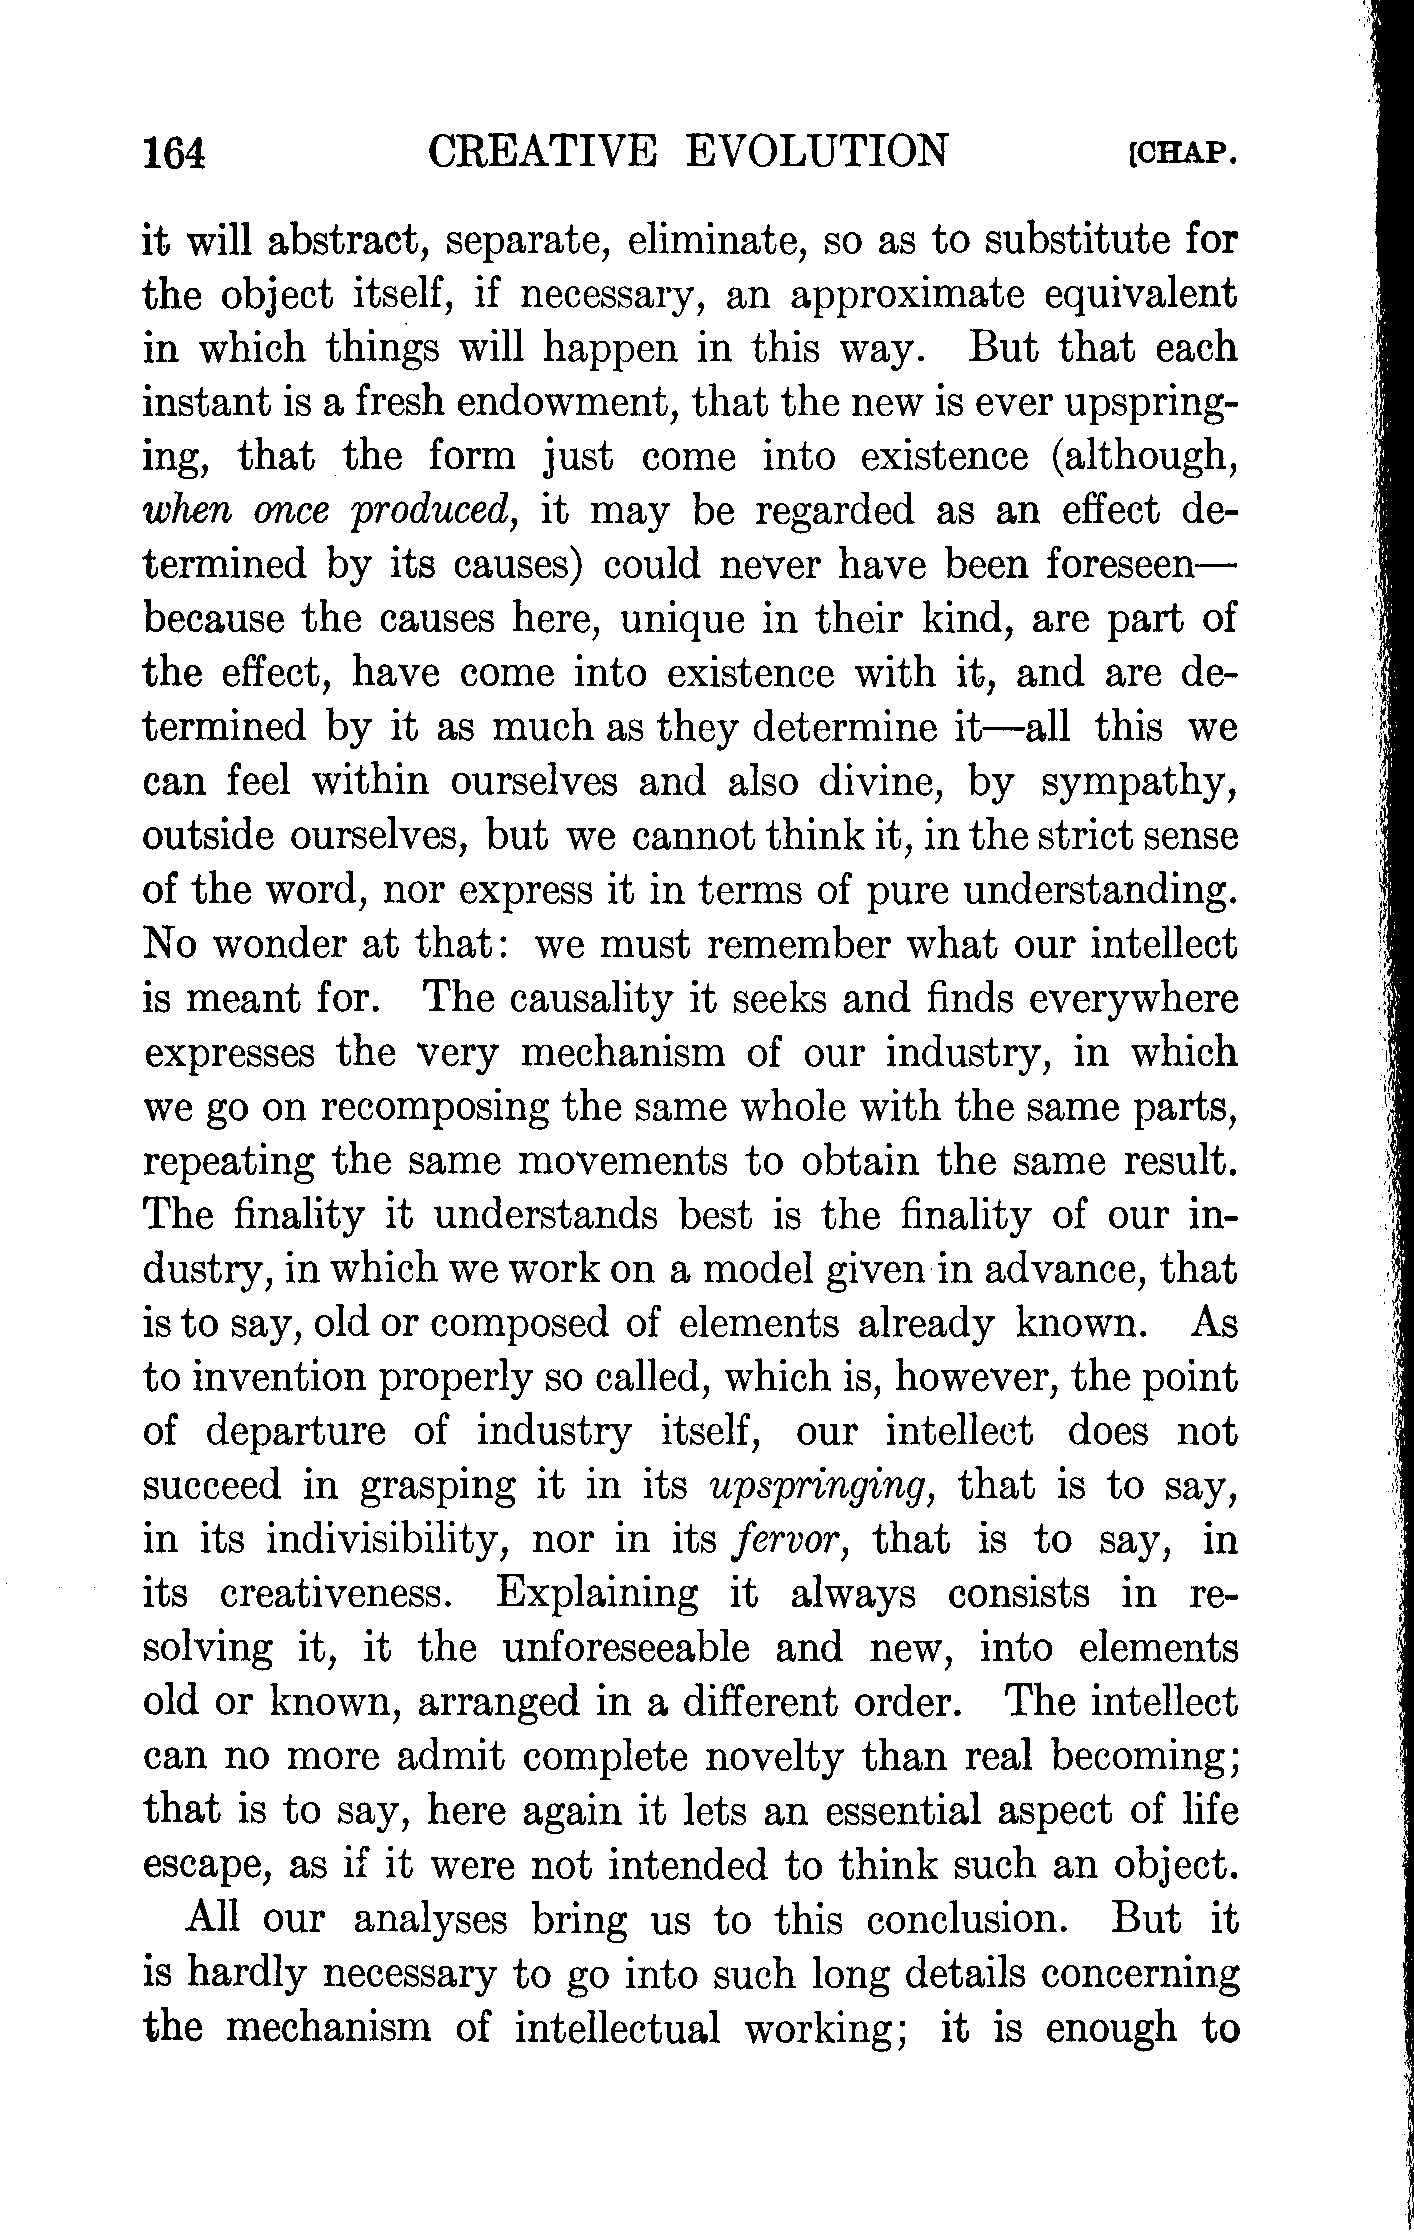 164 CREATIVE EVOLUTION [CHAP.
it will abstract, separate, eliminate, so as to substitute for
the object itself, if necessary, an approximate equivalent
in which things will happen in this way. But that each
instant is a fresh endowment, that the new is ever upspring-
ing, that the form just come into existence (although,
when once produced, it may be regarded as an effect de-
termined by its causes) could never have been foreseen—
because the causes here, unique in their kind, are part of
the effect, have come into existence with it, and are de-
termined by it as much as they determine it—all this we
can feel within ourselves and also divine, by sympathy,
outside ourselves, but we cannot think it, in the strict sense
of the word, nor express it in terms of pure understanding.
No wonder at that: we must remember what our intellect
is meant for. The causality it seeks and finds everywhere
expresses the very mechanism of our industry, in which
we go on recomposing the same whole with the same parts,
repeating the same movements to obtain the same result.
The finality it understands best is the finality of our in-
dustry, in which we work on a model given in advance, that
is to say, old or composed of elements already known. As
to invention properly so called, which is, however, the point
of departure of industry itself, our intellect does not
succeed in grasping it in its upspringing, that is to say,
in its indivisibility, nor in its fervor, that is to say, in
its creativeness. Explaining it always consists in re-
solving it, it the unforeseeable and new, into elements
old or known, arranged in a different order. The intellect
can no more admit complete novelty than real becoming;
that is to say, here again it lets an essential aspect of life
escape, as if it were not intended to think such an object.
All our analyses bring us to this conclusion. But it
is hardly necessary to go into such long details concerning
the mechanism of intellectual working; it is enough to